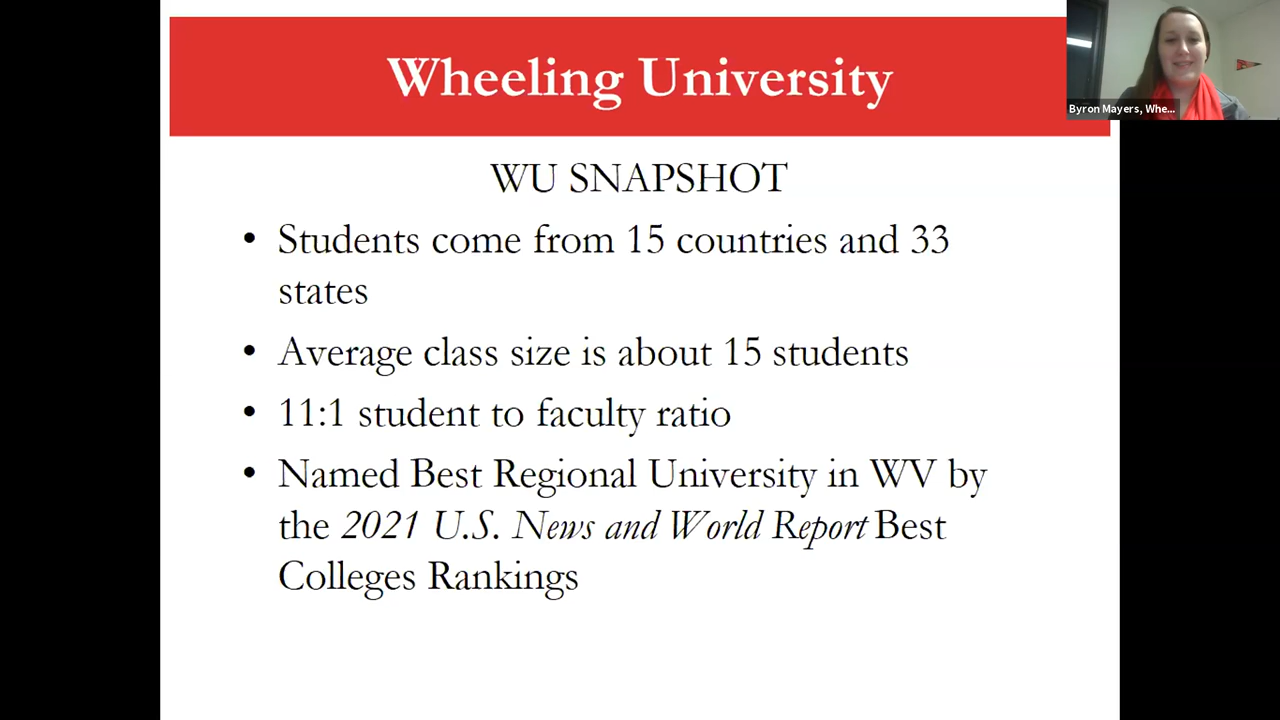 Wheeling University
Byron Mayers, Whe...
WU SNAPSHOT
• Students come from 15 countries and 33
states
• Average class size is about 15 students
• 11:1 student to faculty ratio
• Named Best Regional University in WV by
the 2021 U.S. News and World Report Best
Colleges Rankings